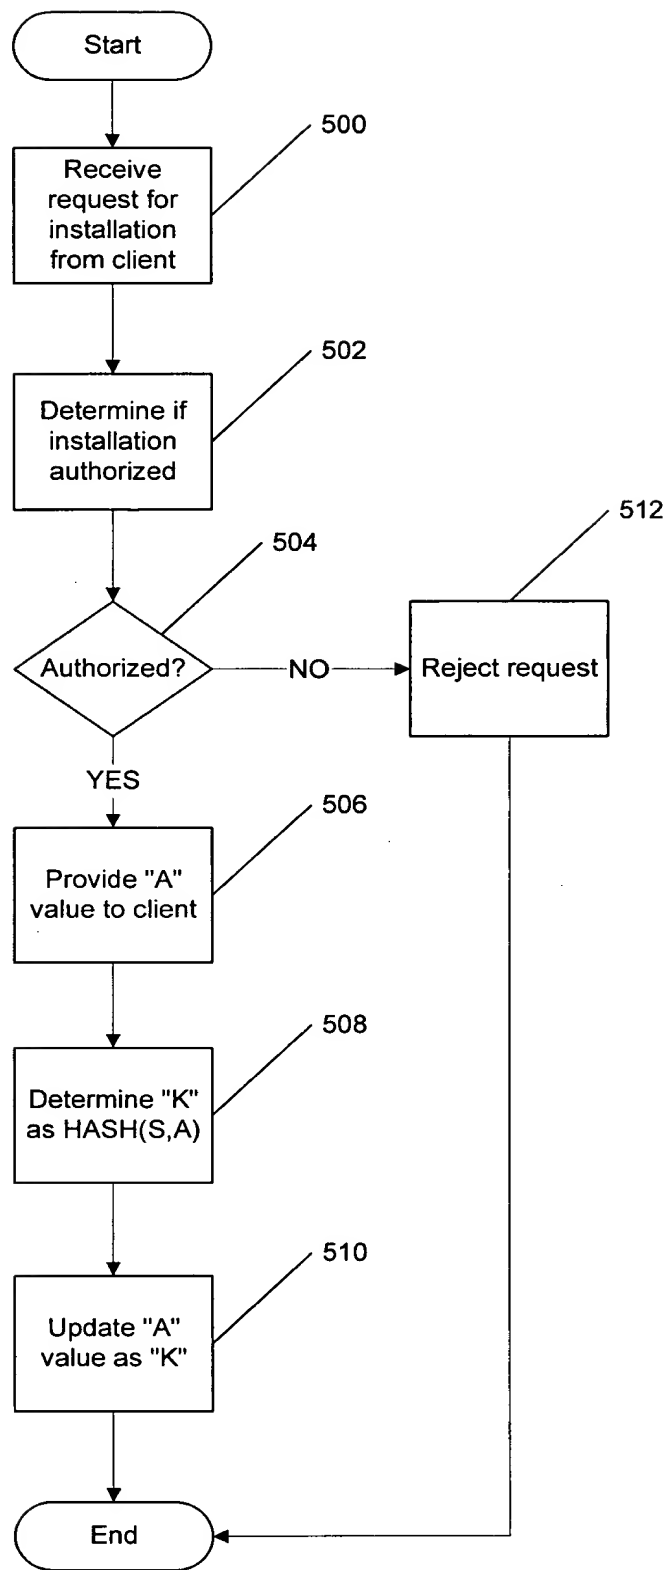 Start
500
Receive
request for
installation
from client
502
Determine if
installation
authorized
504
512
Authorized?
NO
Reject request
YES
506
Provide "A"
value to client
508
Determine "K"
as HASH(S,A)
510
Update "A"
value as "K"
End